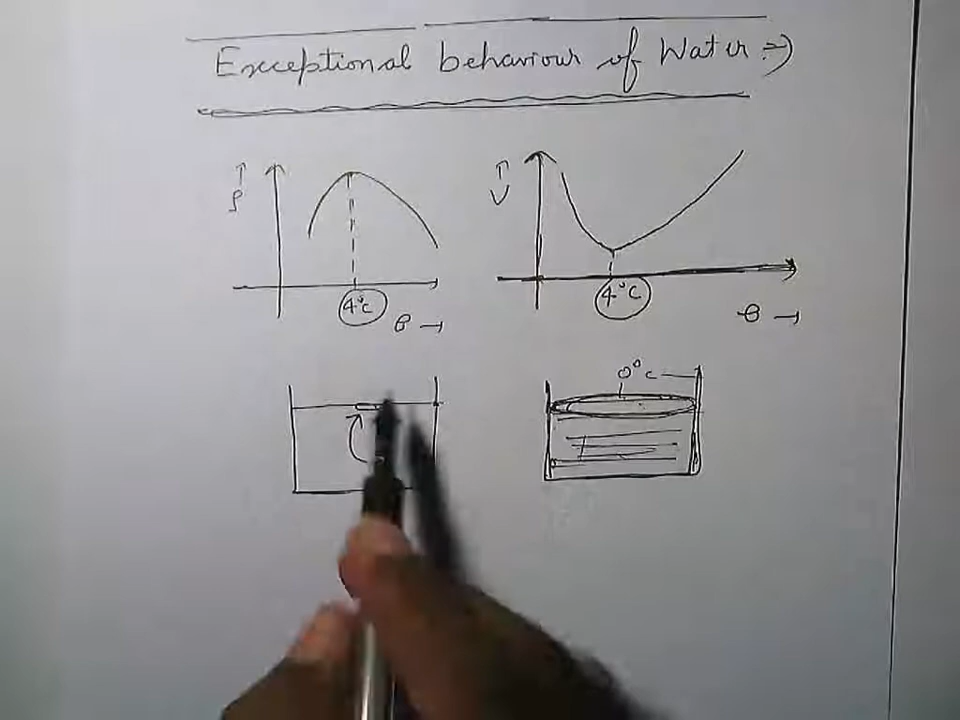 Exceptional behaviour of Water :-)
ρ
V
4°C
4°C
θ →
θ →
0°c